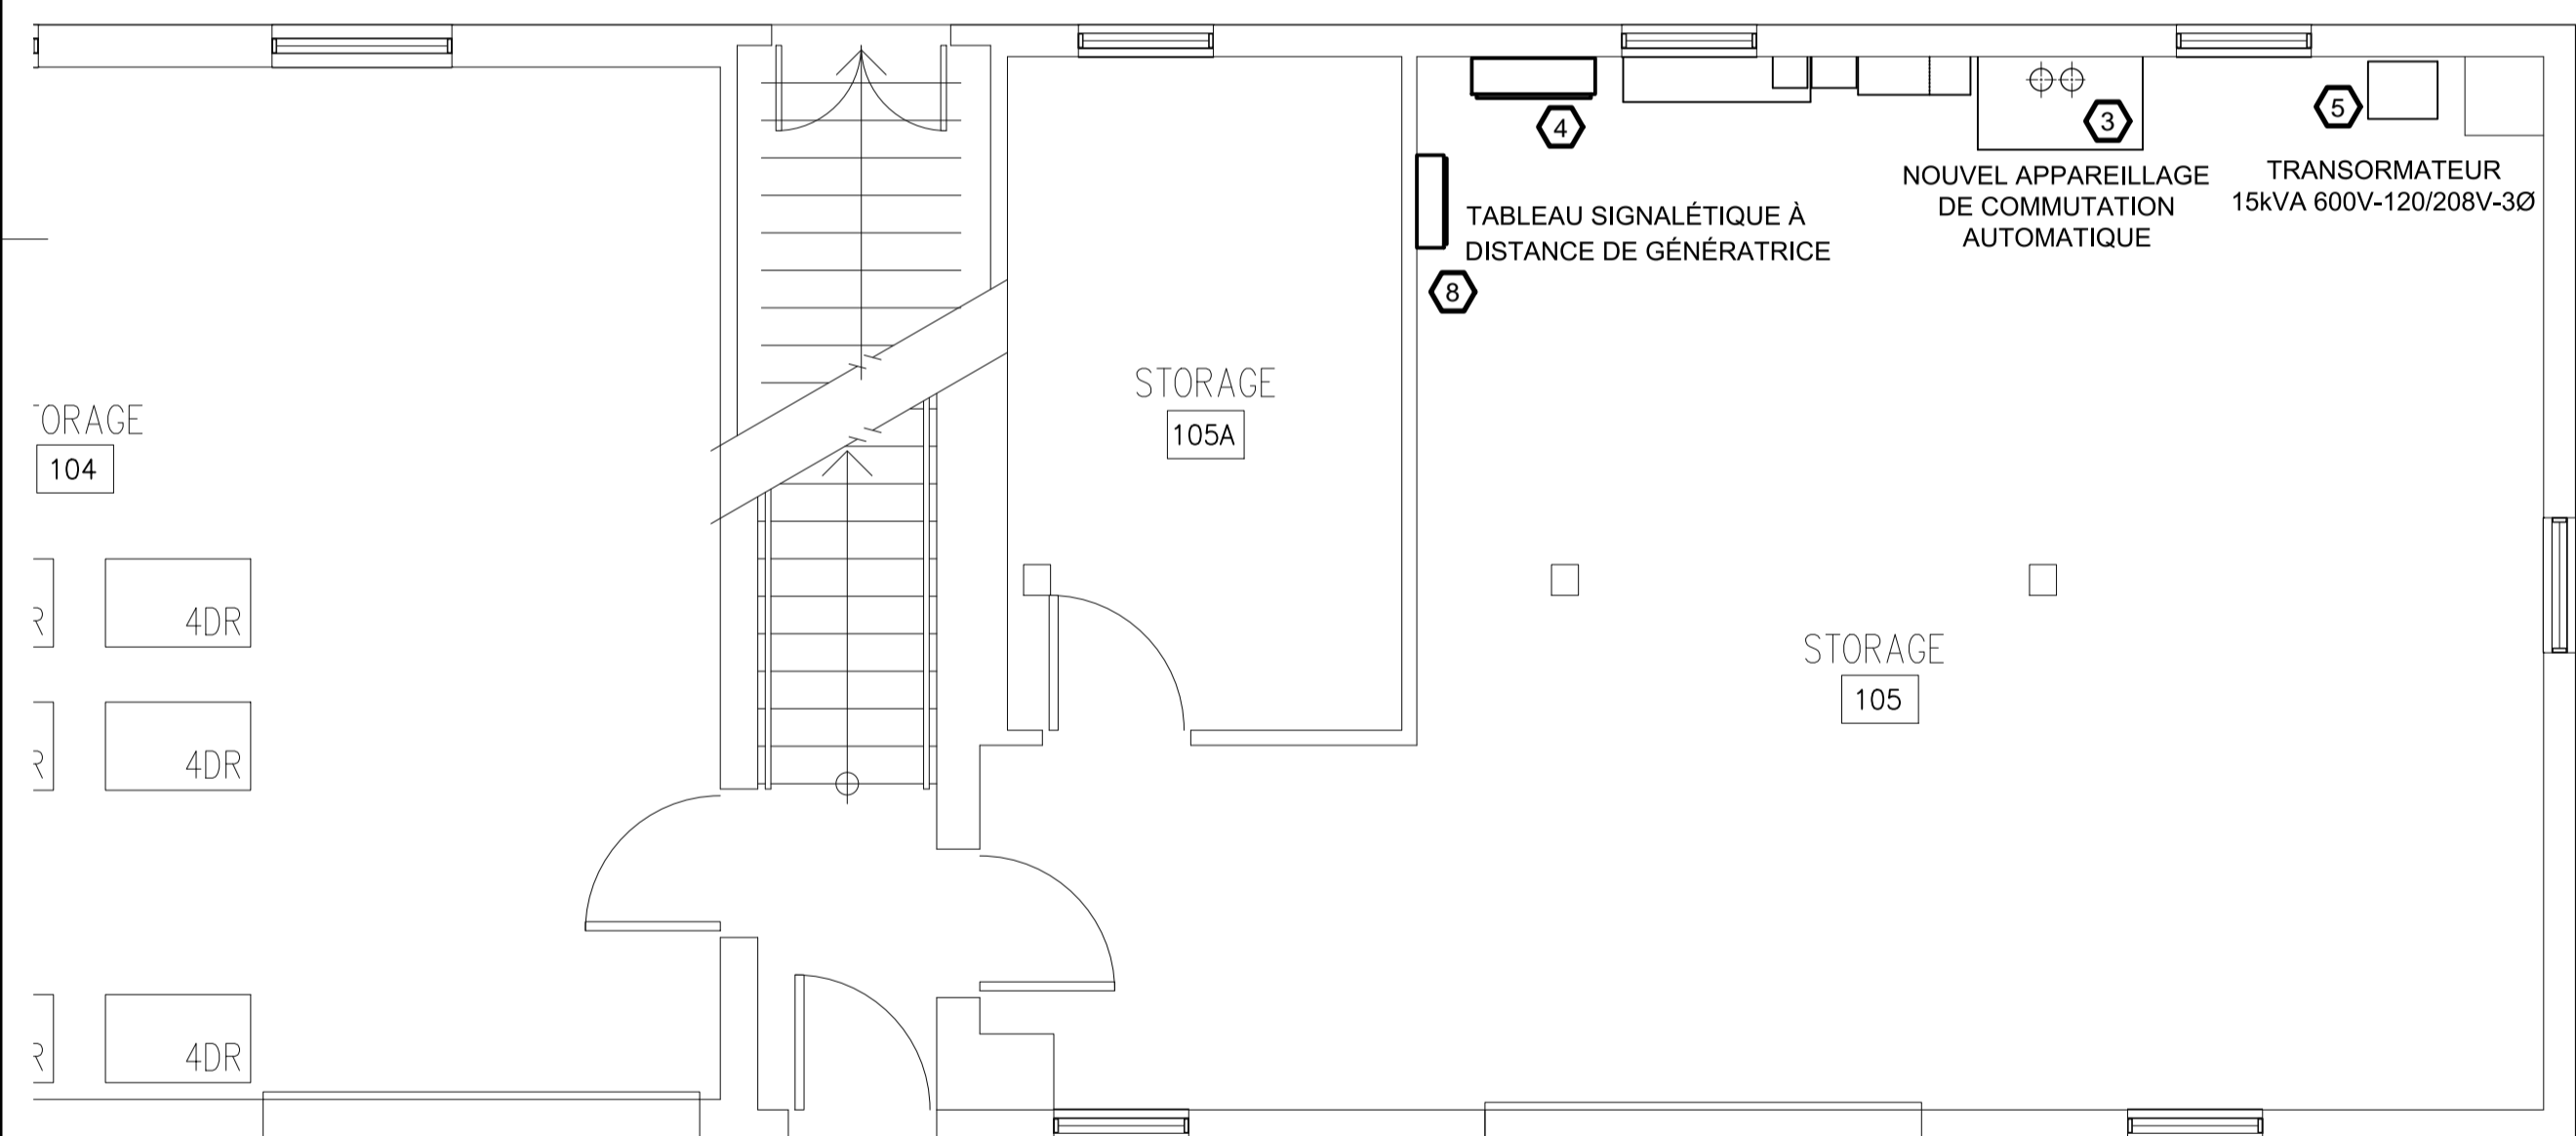 4
3
5
NOUVEL APPAREILLAGE
DE COMMUTATION
AUTOMATIQUE
TRANSORMATEUR
15kVA 600V-120/208V-3Ø
TABLEAU SIGNALÉTIQUE À
DISTANCE DE GÉNÉRATRICE
8
STORAGE
105A
TORAGE
104
4DR
R
STORAGE
105
4DR
R
4DR
R